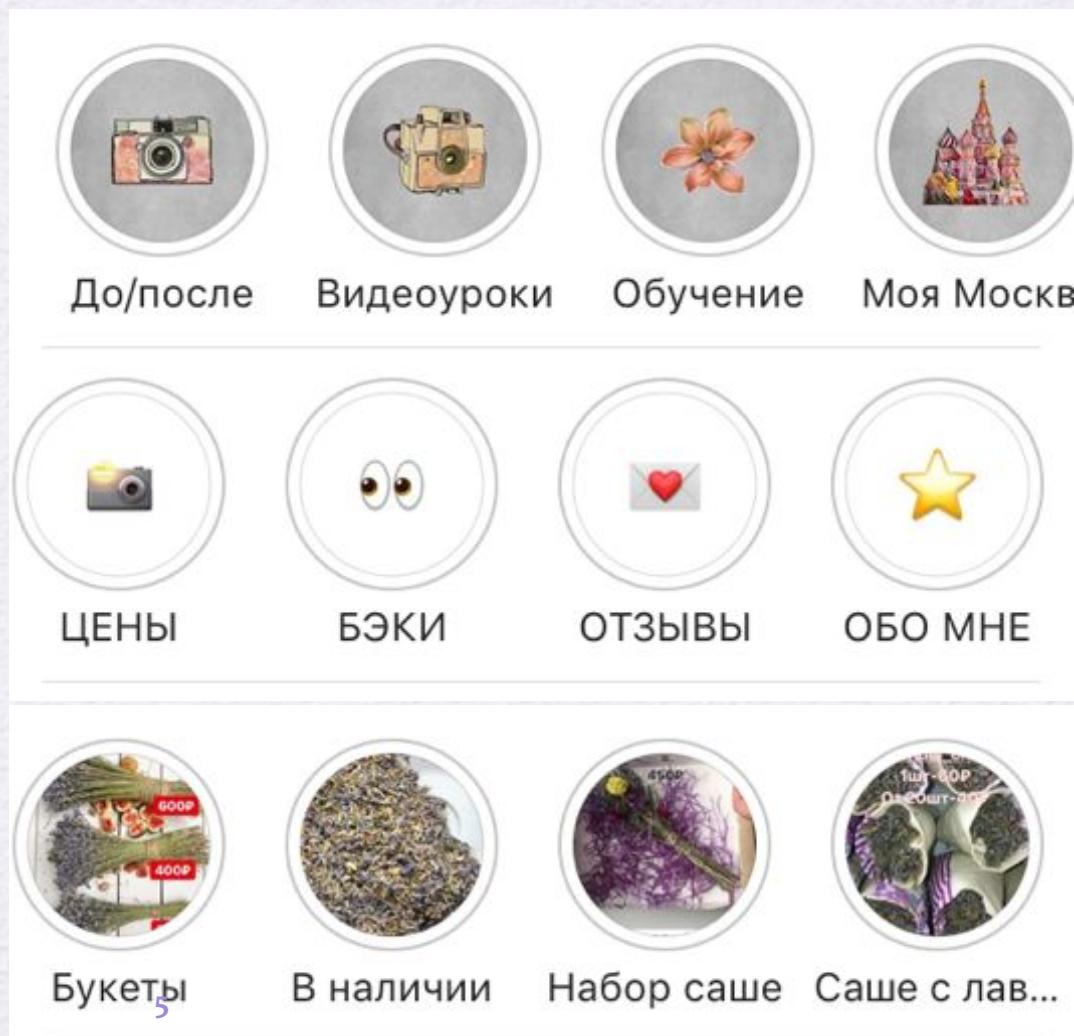 До/после Видеоуроки Обучение Моя Москв
ЦЕНЫ БЭКИ ОТЗЫВЫ ОБО МНЕ
600₽
400₽
450₽
1шт-60₽
Букеты В наличии Набор саше Саше с лав...
5